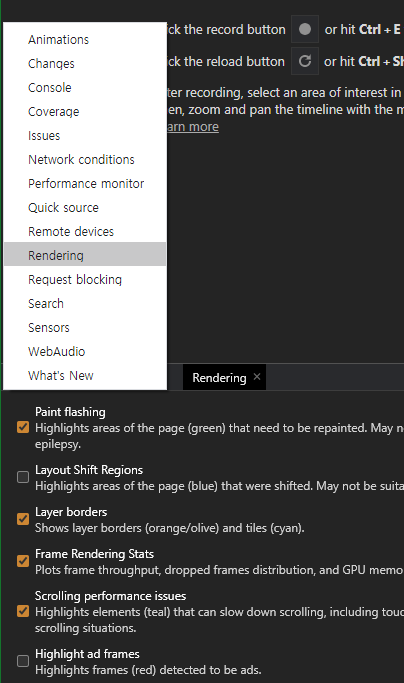 Animations
Changes
Console
Coverage
Issues
Network conditions
Performance monitor
Quick source
Remote devices
Rendering
Request blocking
Search
Sensors
WebAudio
What's New
ick the record button or hit Ctrl + E
ick the reload button or hit Ctrl + Sh
ter recording, select an area of interest in
en, zoom and pan the timeline with the m
arn more
Rendering ×
Paint flashing
Highlights areas of the page (green) that need to be repainted. May no
epilepsy.
Layout Shift Regions
Highlights areas of the page (blue) that were shifted. May not be suita
Layer borders
Shows layer borders (orange/olive) and tiles (cyan).
Frame Rendering Stats
Plots frame throughput, dropped frames distribution, and GPU memo
Scrolling performance issues
Highlights elements (teal) that can slow down scrolling, including touc
scrolling situations.
Highlight ad frames
Highlights frames (red) detected to be ads.